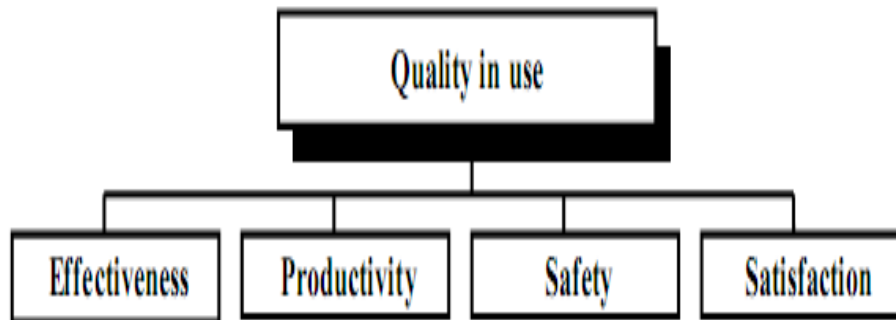 Quality in use
Effectiveness
Productivity
Safety
Satisfaction